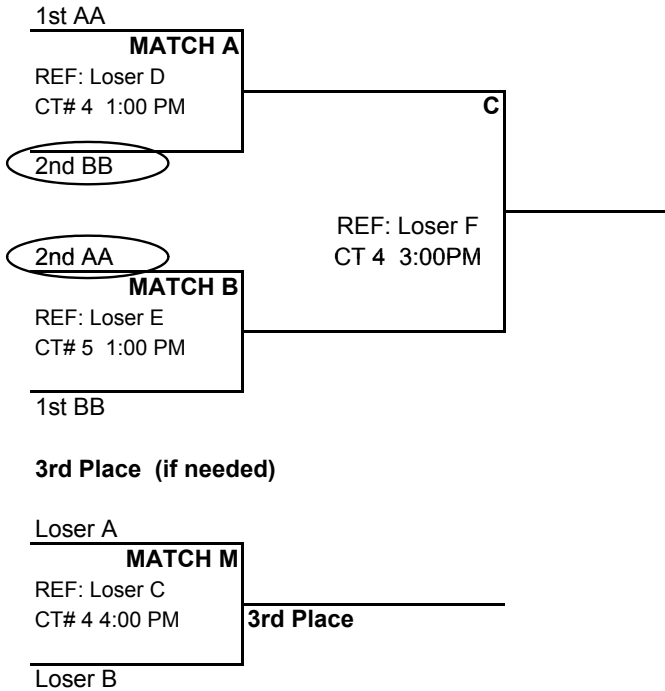 1st AA
MATCH A
REF: Loser D
CT# 4 1:00 PM
C
2nd BB
REF: Loser F
CT 4 3:00PM
2nd AA
MATCH B
REF: Loser E
CT# 5 1:00 PM
1st BB
3rd Place (if needed)
Loser A
MATCH M
REF: Loser C
CT# 4 4:00 PM
3rd Place
Loser B